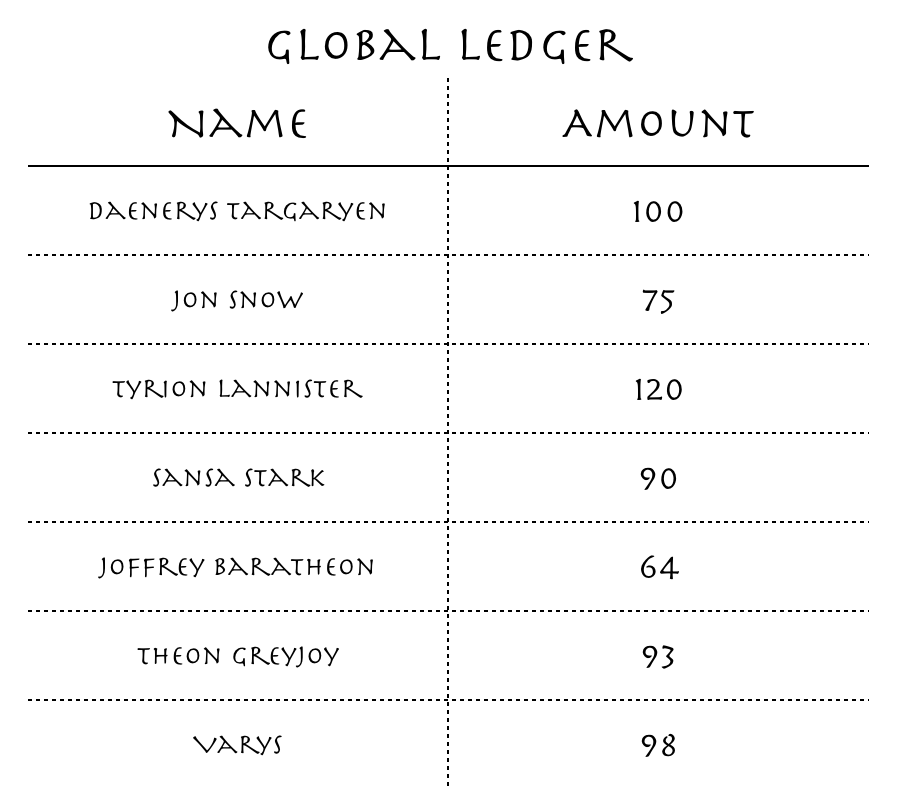 GLOBAL LEDGER
NAME AMOUNT
DAENERYS TARGARYEN 100
JON SNOW 75
TYRION LANNISTER 120
SANSA STARK 90
JOFFREY BARATHEON 64
THEON GREYJOY 93
VARYS 98